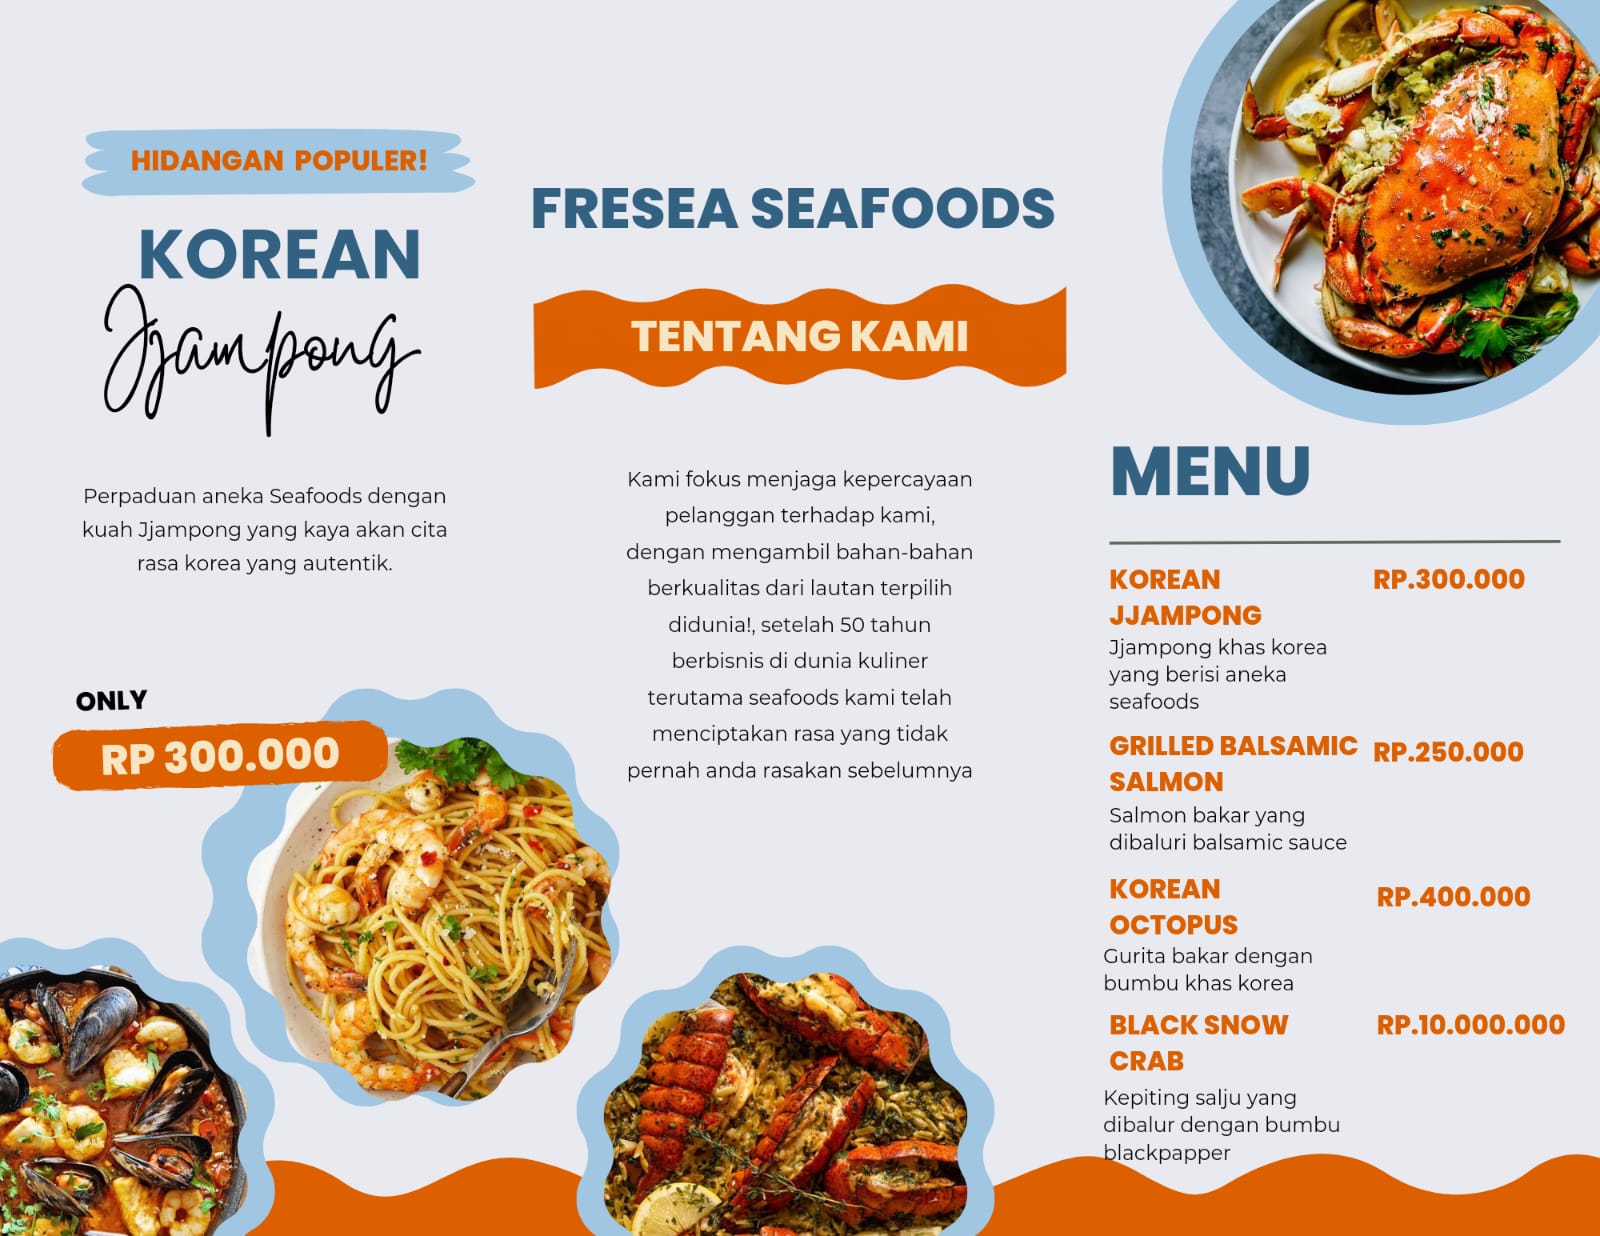 HIDANGAN POPULER!
KOREAN
Jjampong
Perpaduan aneka Seafoods dengan
kuah Jjampong yang kaya akan cita
rasa korea yang autentik.
ONLY
RP 300.000
FRESEA SEAFOODS
TENTANG KAMI
Kami fokus menjaga kepercayaan
pelanggan terhadap kami,
dengan mengambil bahan-bahan
berkualitas dari lautan terpilih
didunia!, setelah 50 tahun
berbisnis di dunia kuliner
terutama seafoods kami telah
menciptakan rasa yang tidak
pernah anda rasakan sebelumnya
MENU
KOREAN RP.300.000
JJAMPONG
Jjampong khas korea
yang berisi aneka
seafoods
GRILLED BALSAMIC RP.250.000
SALMON
Salmon bakar yang
dibaluri balsamic sauce
KOREAN RP.400.000
OCTOPUS
Gurita bakar dengan
bumbu khas korea
BLACK SNOW RP.10.000.000
CRAB
Kepiting salju yang
dibalur dengan bumbu
blackpapper